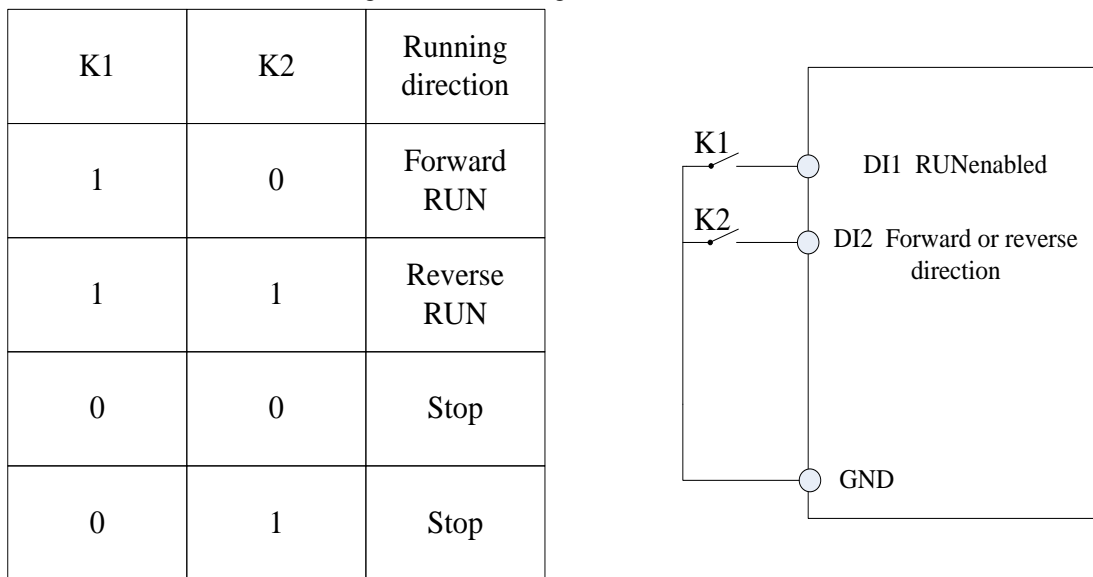 K1 K2 Running
direction
1 0 Forward
RUN
1 1 Reverse
RUN
0 0 Stop
0 1 Stop
K1
DI1 RUNenabled
K2
DI2 Forward or reverse
direction
GND